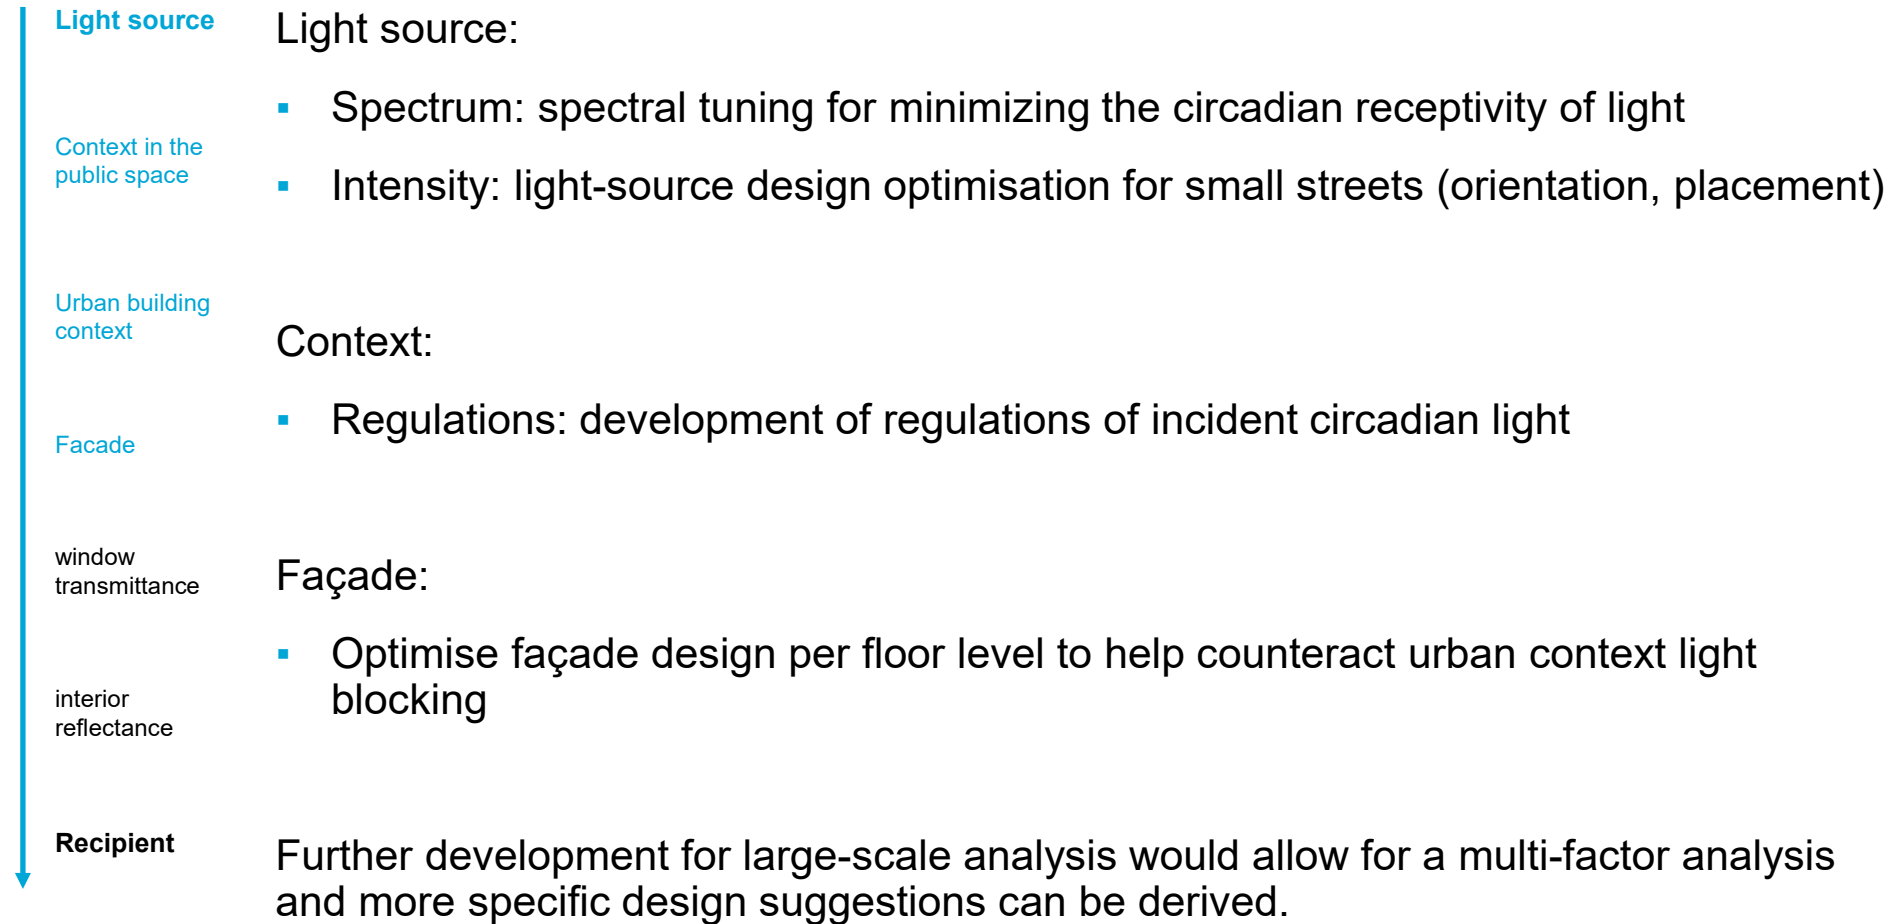 Light source
Context in the
public space
Urban building
context
Facade
window
transmittance
interior
reflectance
Recipient
Light source:
▪ Spectrum: spectral tuning for minimizing the circadian receptivity of light
▪ Intensity: light-source design optimisation for small streets (orientation, placement)
Context:
▪ Regulations: development of regulations of incident circadian light
Façade:
▪ Optimise façade design per floor level to help counteract urban context light
blocking
Further development for large-scale analysis would allow for a multi-factor analysis
and more specific design suggestions can be derived.